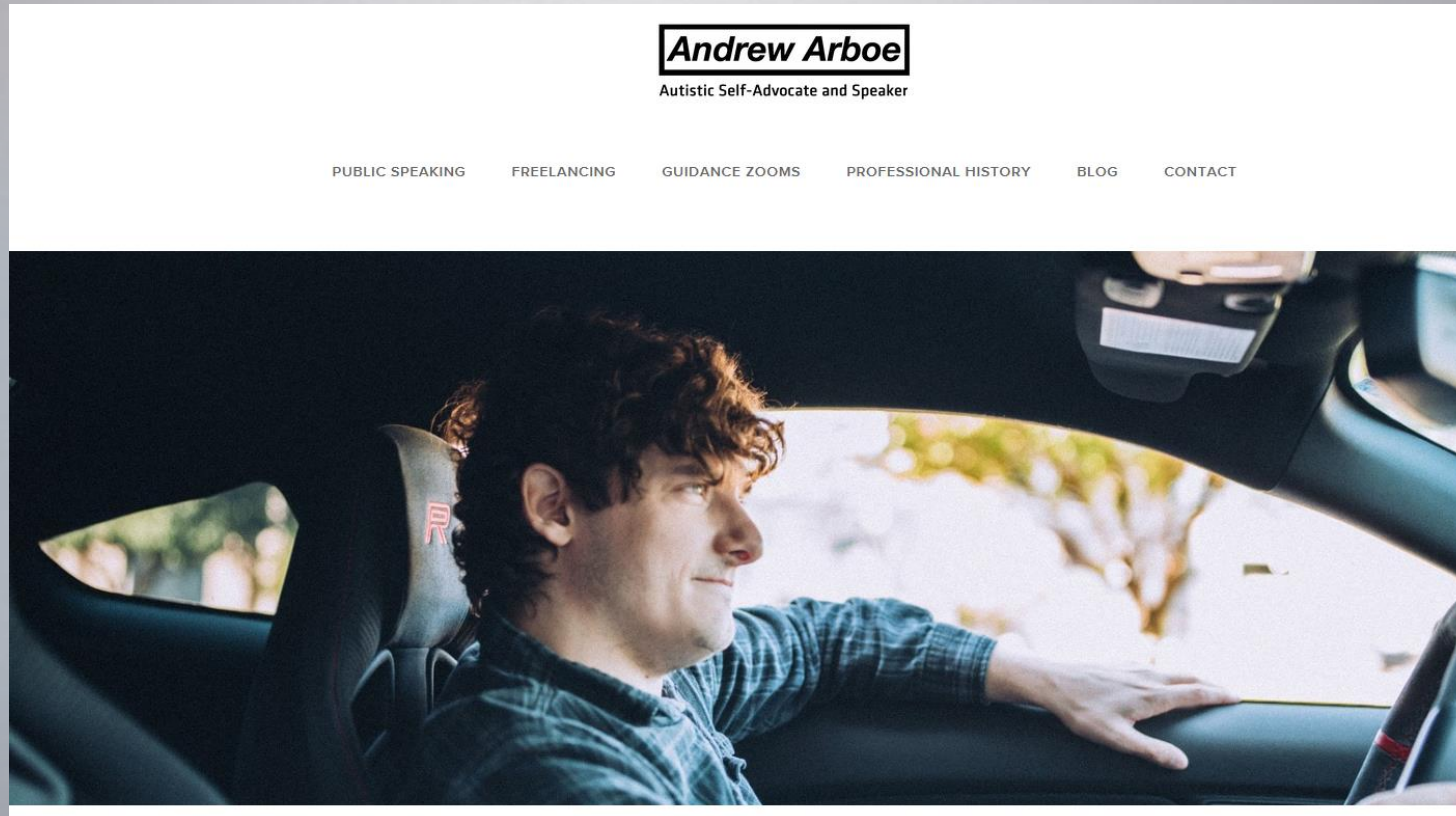 Andrew Arboe
Autistic Self-Advocate and Speaker
PUBLIC SPEAKING FREELANCING GUIDANCE ZOOMS PROFESSIONAL HISTORY BLOG CONTACT
R